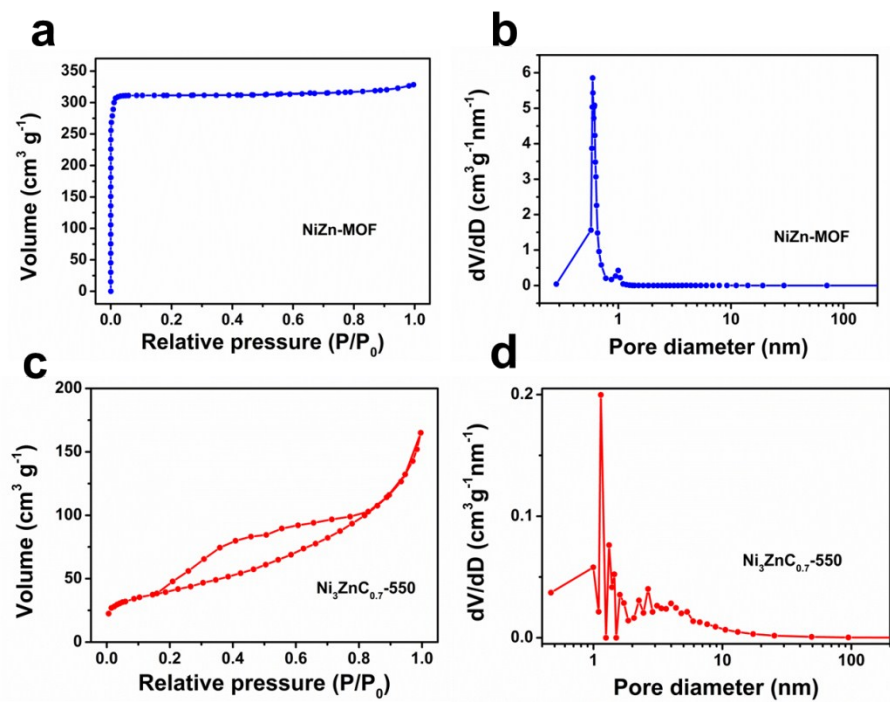 a
Volume (cm³ g⁻¹)
350
300
250
200
150
100
50
0
NiZn-MOF
0.0 0.2 0.4 0.6 0.8 1.0
Relative pressure (P/P₀)
b
dV/dD (cm³g⁻¹nm⁻¹)
6
5
4
3
2
1
0
NiZn-MOF
1 10 100
Pore diameter (nm)
c
Volume (cm³ g⁻¹)
200
150
100
50
0
Ni₃ZnC₀.₇-550
0.0 0.2 0.4 0.6 0.8 1.0
Relative pressure (P/P₀)
d
dV/dD (cm³g⁻¹nm⁻¹)
0.2
0.1
0.0
Ni₃ZnC₀.₇-550
1 10 100
Pore diameter (nm)